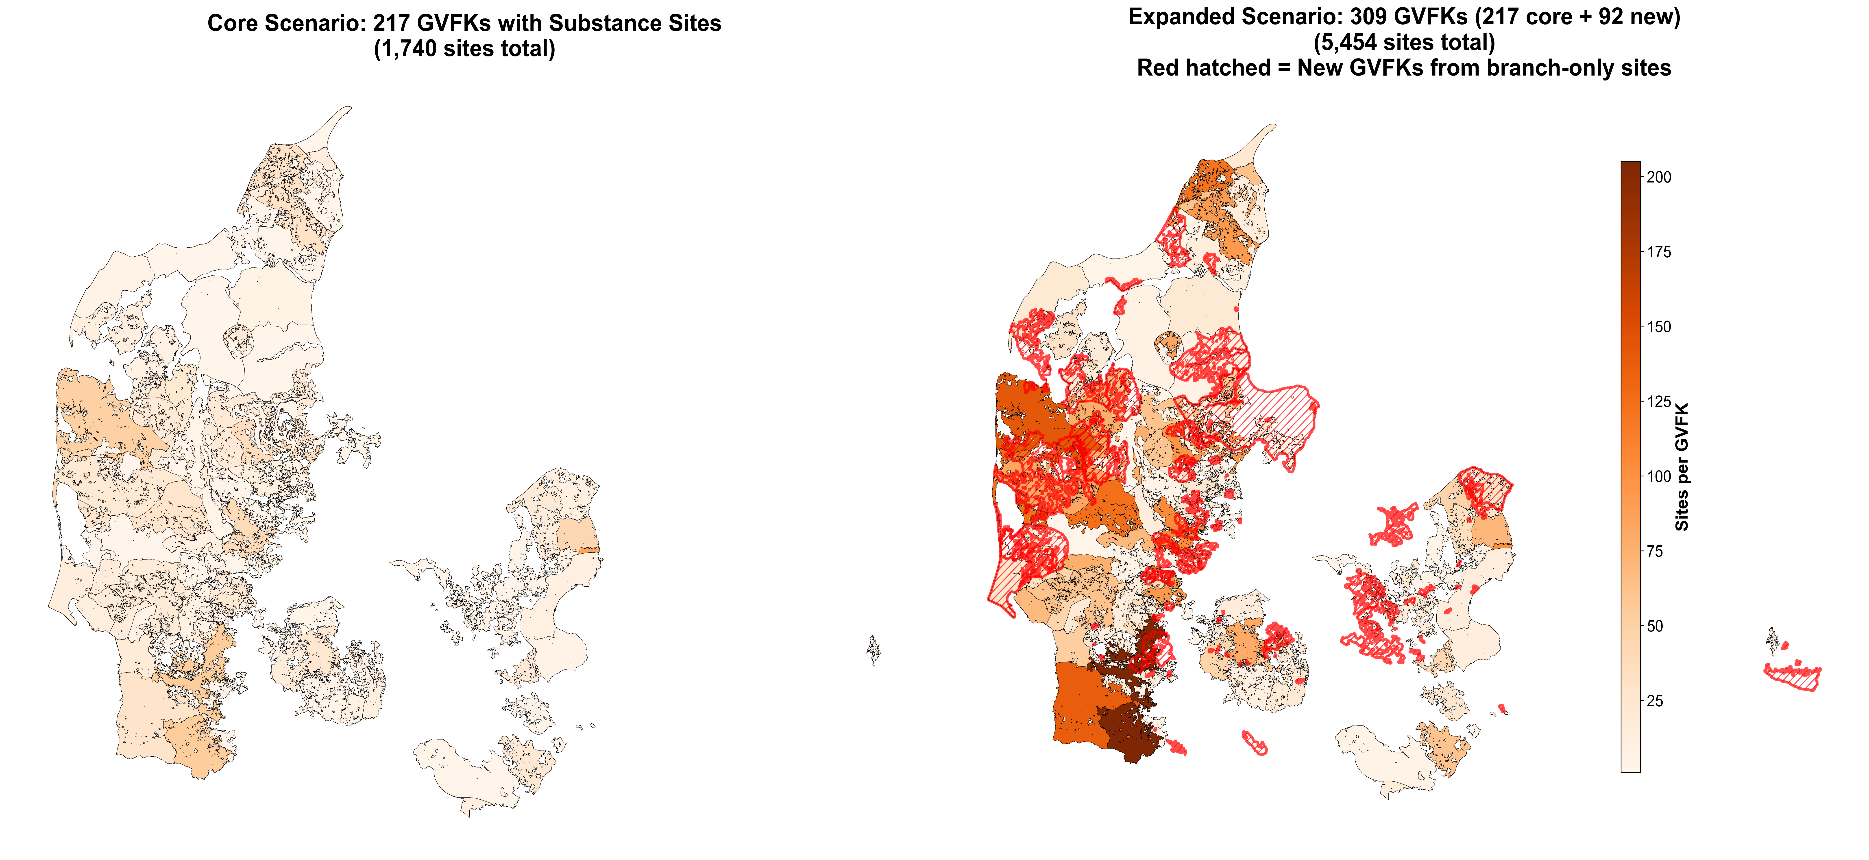 Core Scenario: 217 GVFKs with Substance Sites
(1,740 sites total)
Expanded Scenario: 309 GVFKs (217 core + 92 new)
(5,454 sites total)
Red hatched = New GVFKs from branch-only sites
200
175
150
125
100
75
50
25
Sites per GVFK